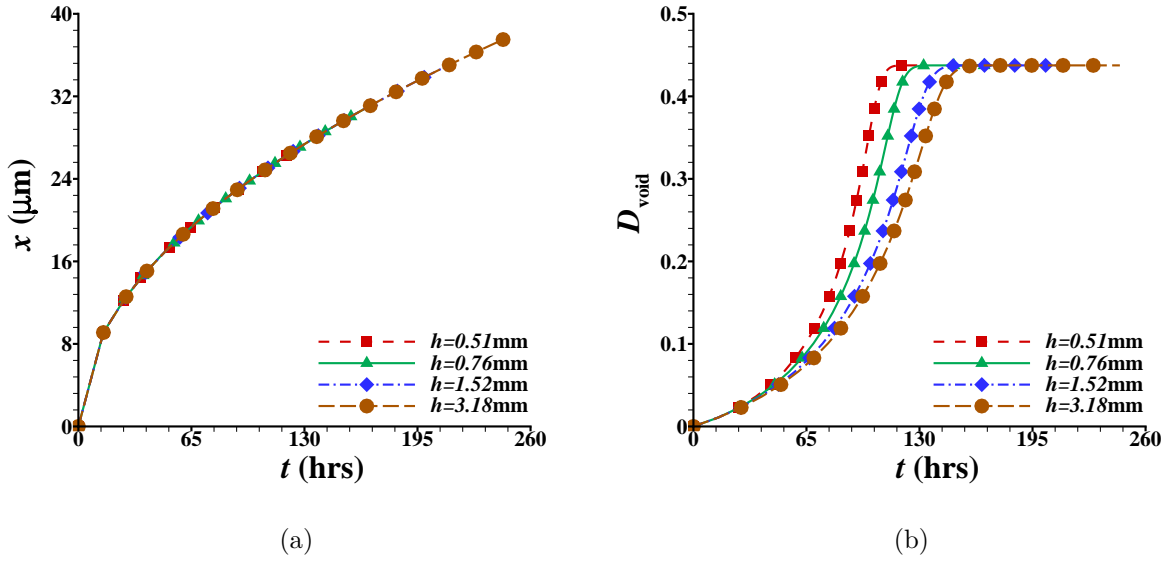 40
32
24
16
8
0
x (μm)
0 65 130 195 260
t (hrs)
h=0.51mm
h=0.76mm
h=1.52mm
h=3.18mm
(a)
0.5
0.4
0.3
0.2
0.1
0
D_void
0 65 130 195 260
t (hrs)
h=0.51mm
h=0.76mm
h=1.52mm
h=3.18mm
(b)